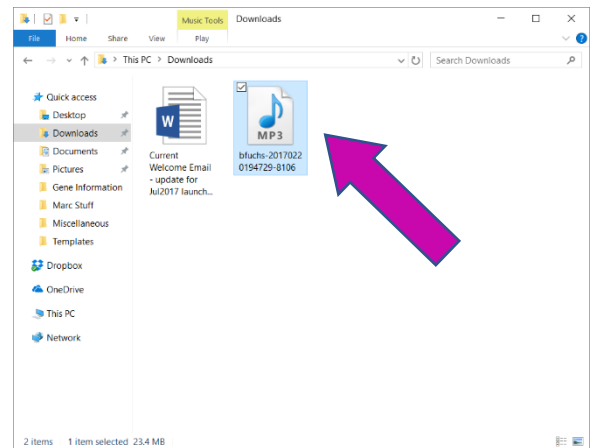 Music Tools
Downloads
File Home Share View Play
This PC > Downloads
Search Downloads
Quick access
Desktop
Downloads
Documents
Pictures
Gene Information
Marc Stuff
Miscellaneous
Templates
Dropbox
OneDrive
This PC
Network
W
Current
Welcome Email
- update for
Jul2017 launch...
MP3
bfuchs-2017022
0194729-8106
2 items 1 item selected 23.4 MB